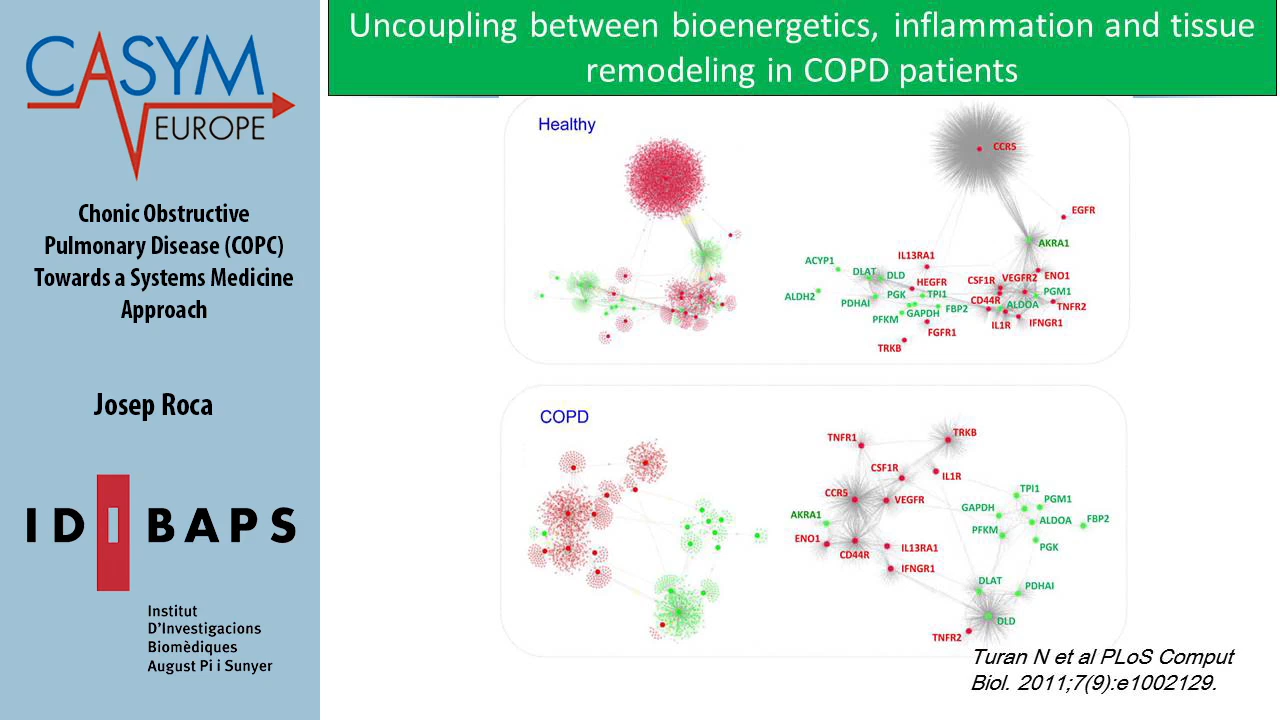 Uncoupling between bioenergetics, inflammation and tissue
remodeling in COPD patients
CASYM
EUROPE
Chonic Obstructive
Pulmonary Disease (COPC)
Towards a Systems Medicine
Approach
Josep Roca
IDIBAPS
Institut
D'Investigacions
Biomèdiques
August Pi i Sunyer
Healthy
CCR5
EGFR
AKRA1
IL13RA1
ACYP1
DLAT
DLD
HEGFR
CSF1R
VEGFR2
ENO1
ALDH2
PDHAI
PGK
TPI1
CD44R
ALDOA
PGM1
TNFR2
PFKM
GAPDH
FBP2
IL1R
IFNGR1
FGFR1
TRKB
COPD
TNFR1
TRKB
CSF1R
IL1R
CCR5
VEGFR
TPI1
PGM1
GAPDH
AKRA1
ALDOA
FBP2
PFKM
ENO1
CD44R
IL13RA1
PGK
IFNGR1
DLAT
PDHAI
DLD
TNFR2
Turan N et al PLoS Comput
Biol. 2011;7(9):e1002129.